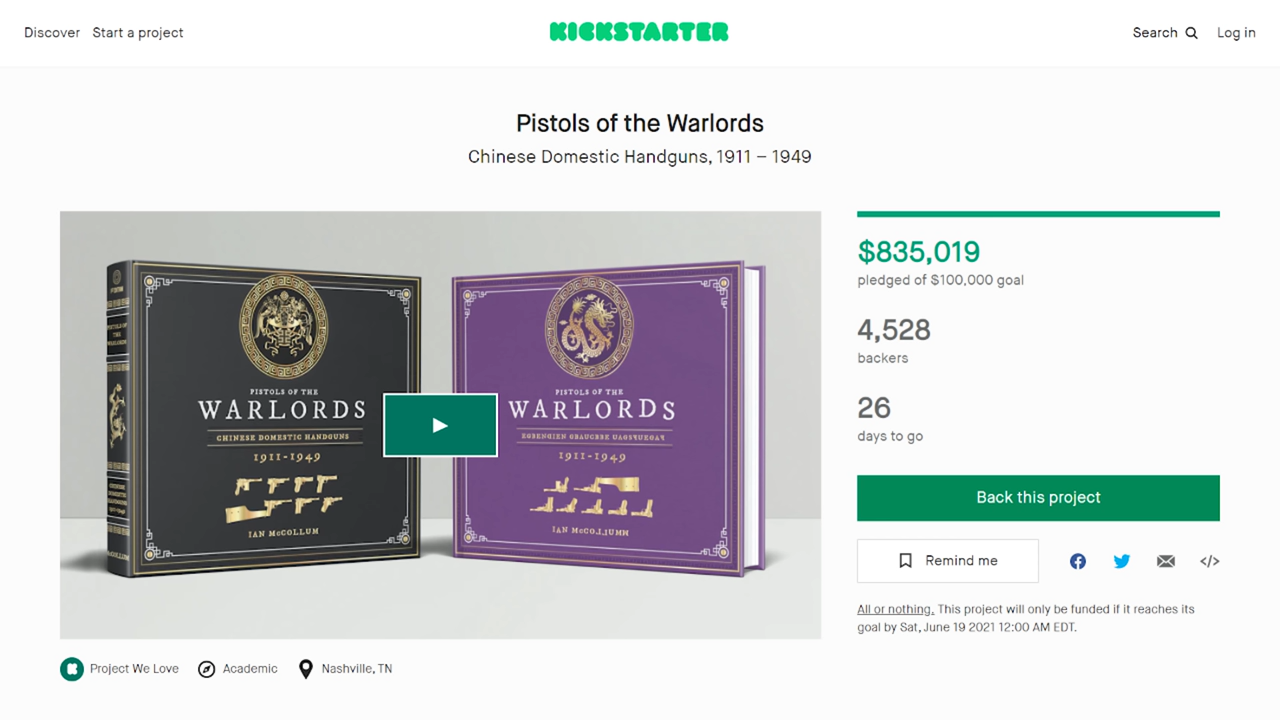 Discover Start a project
KICKSTARTER
Search Log in
Pistols of the Warlords
Chinese Domestic Handguns, 1911 – 1949
PISTOLS OF THE
WARLORDS
CHINESE DOMESTIC HANDGUNS
1911-1949
IAN McCOLLUM
PISTOLS OF THE
WARLORDS
1911-1949
$835,019
pledged of $100,000 goal
4,528
backers
26
days to go
Back this project
Remind me
All or nothing. This project will only be funded if it reaches its
goal by Sat, June 19 2021 12:00 AM EDT.
Project We Love Academic Nashville, TN